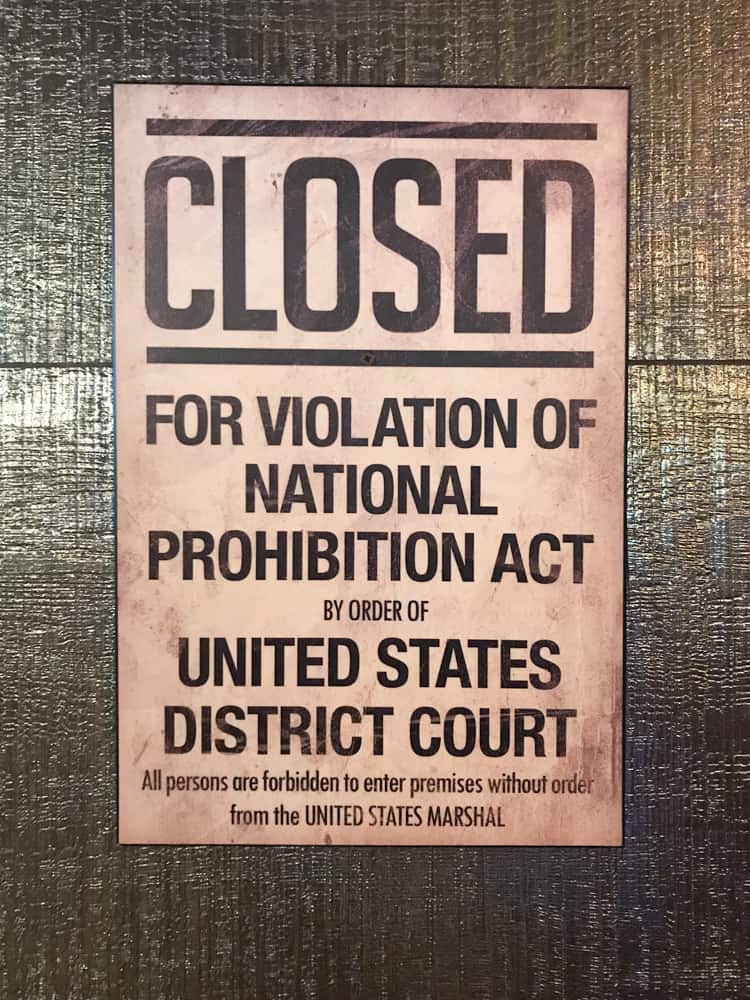 CLOSED
FOR VIOLATION OF
NATIONAL
PROHIBITION ACT
BY ORDER OF
UNITED STATES
DISTRICT COURT
All persons are forbidden to enter premises without order
from the UNITED STATES MARSHAL